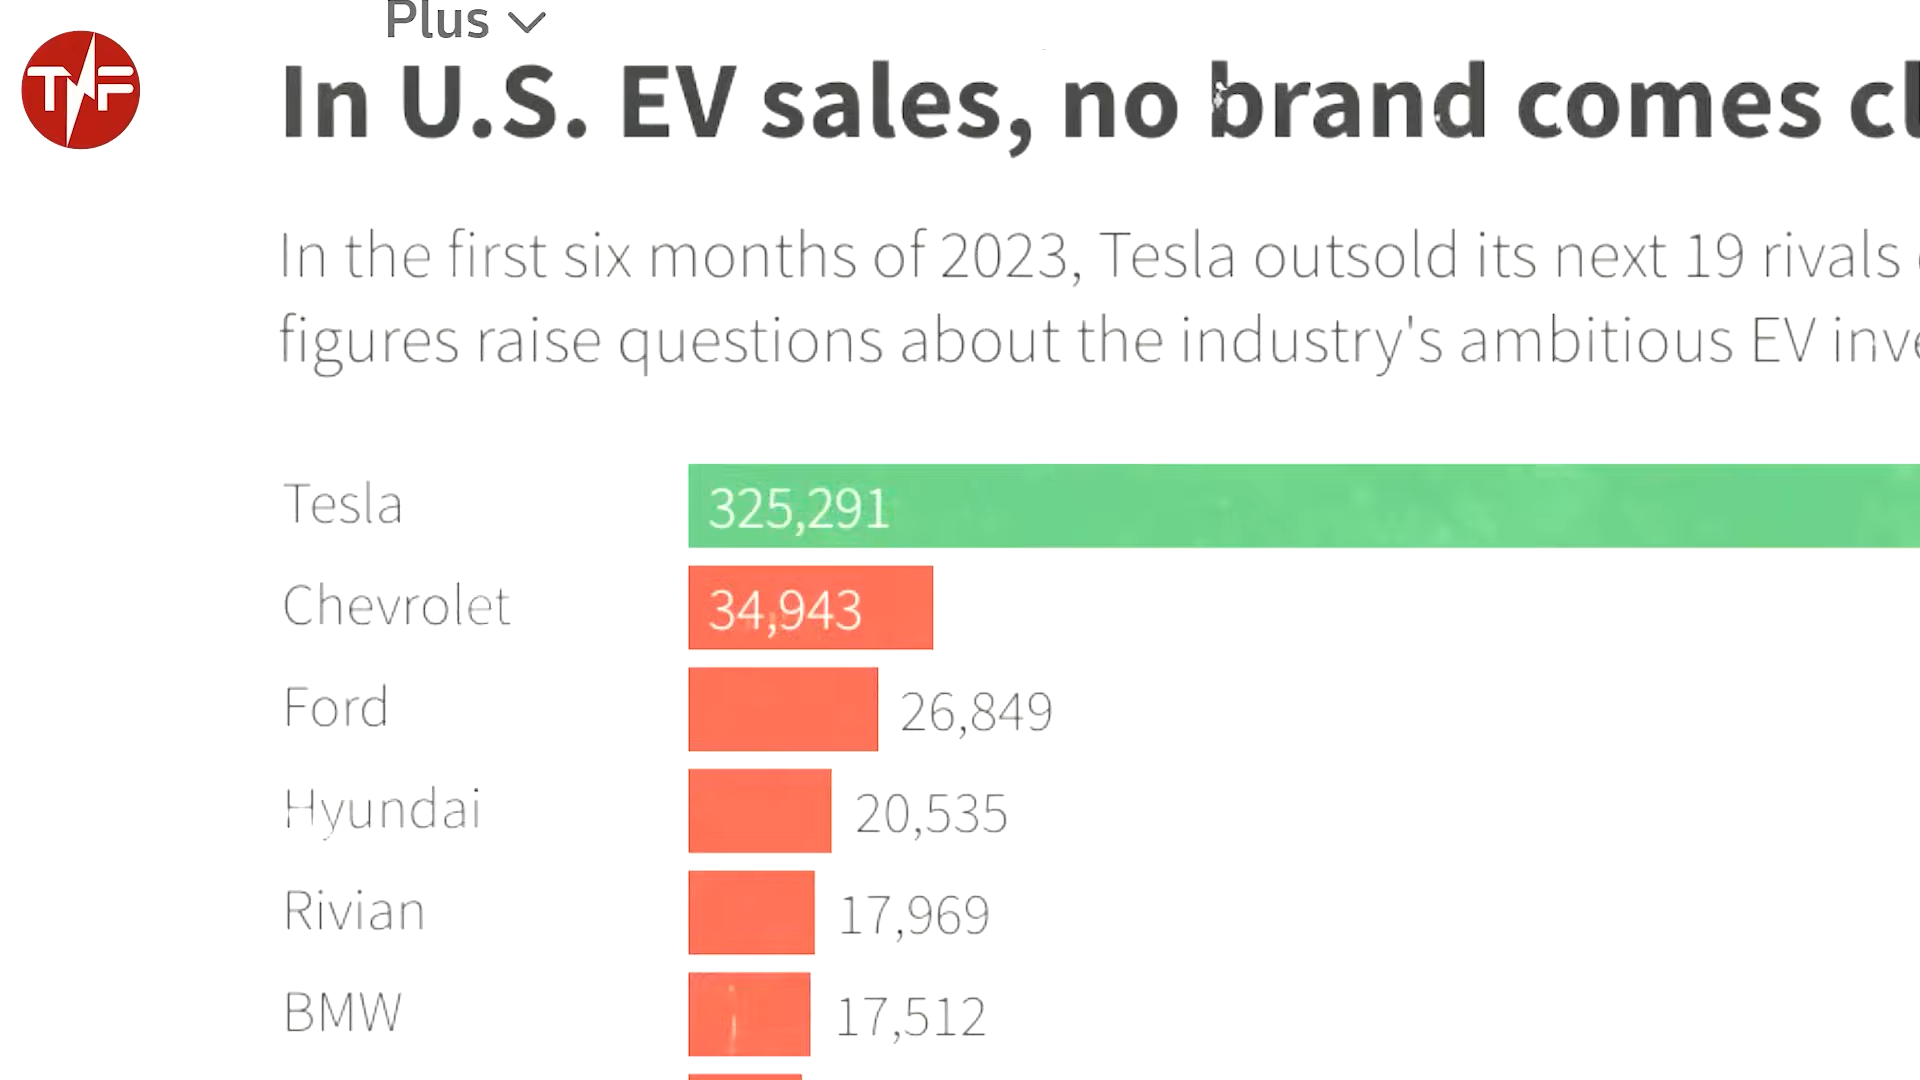 Plus
TNF
In U.S. EV sales, no brand comes
In the first six months of 2023, Tesla outsold its next 19 rivals
figures raise questions about the industry's ambitious EV
Tesla 325,291
Chevrolet 34,943
Ford 26,849
Hyundai 20,535
Rivian 17,969
BMW 17,512